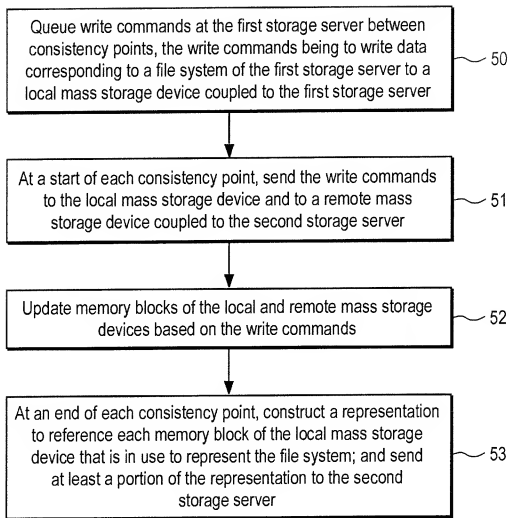 Queue write commands at the first storage server between
consistency points, the write commands being to write data
corresponding to a file system of the first storage server to a
local mass storage device coupled to the first storage server
50
At a start of each consistency point, send the write commands
to the local mass storage device and to a remote mass
storage device coupled to the second storage server
51
Update memory blocks of the local and remote mass storage
devices based on the write commands
52
At an end of each consistency point, construct a representation
to reference each memory block of the local mass storage
device that is in use to represent the file system; and send
at least a portion of the representation to the second
storage server
53